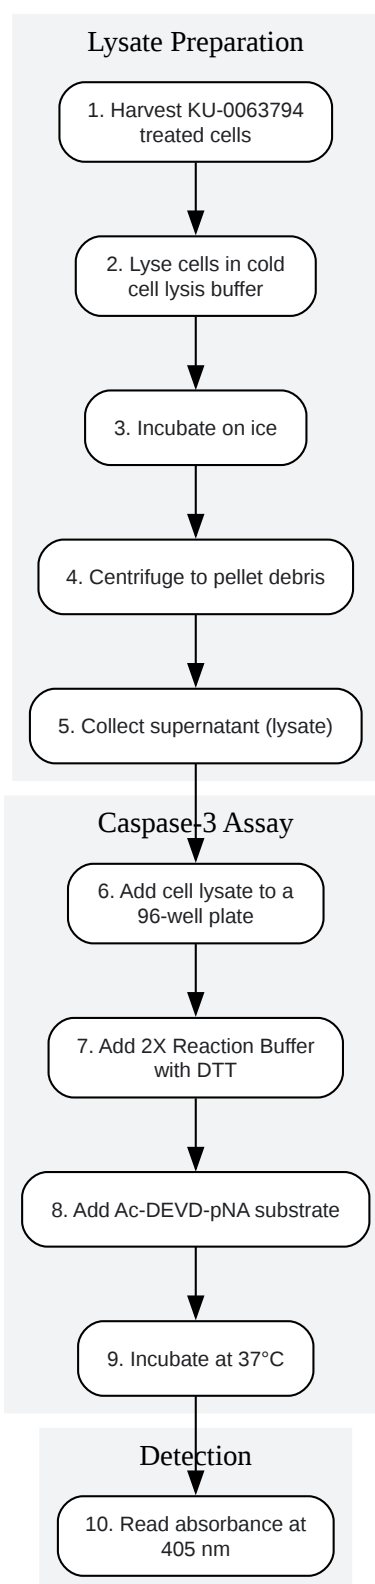 Lysate Preparation
1. Harvest KU-0063794
treated cells
2. Lyse cells in cold
cell lysis buffer
3. Incubate on ice
4. Centrifuge to pellet debris
5. Collect supernatant (lysate)
Caspase-3 Assay
6. Add cell lysate to a
96-well plate
7. Add 2X Reaction Buffer
with DTT
8. Add Ac-DEVD-pNA substrate
9. Incubate at 37°C
Detection
10. Read absorbance at
405 nm